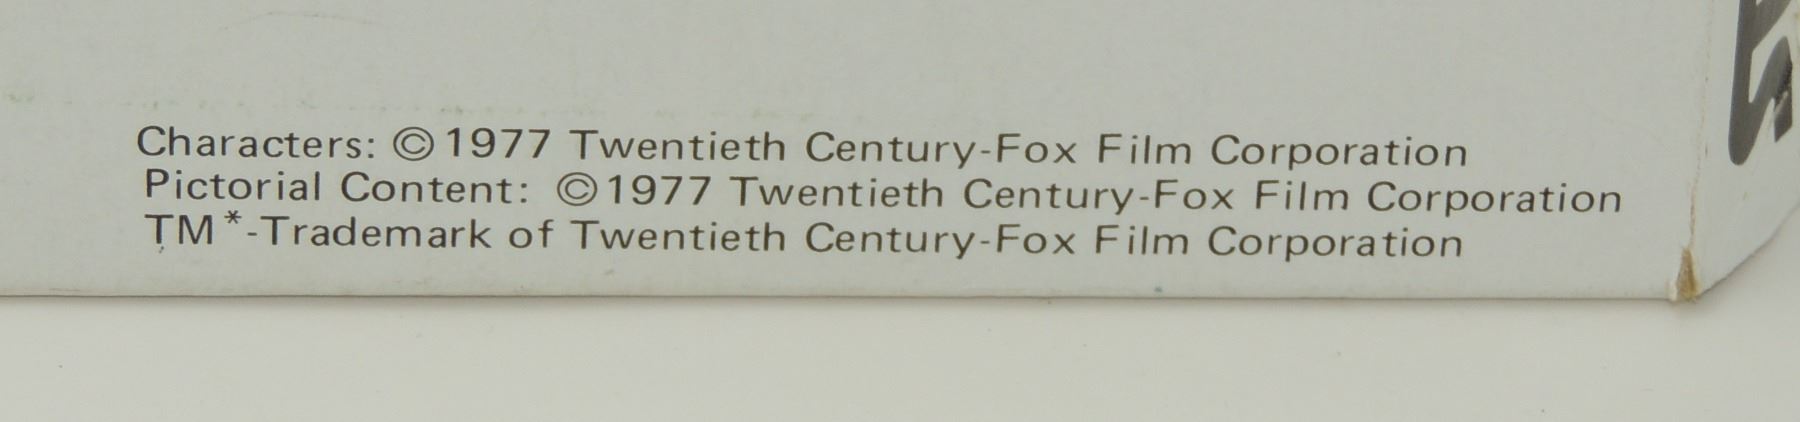 Characters: ©1977 Twentieth Century-Fox Film Corporation
Pictorial Content: ©1977 Twentieth Century-Fox Film Corporation
TM*-Trademark of Twentieth Century-Fox Film Corporation